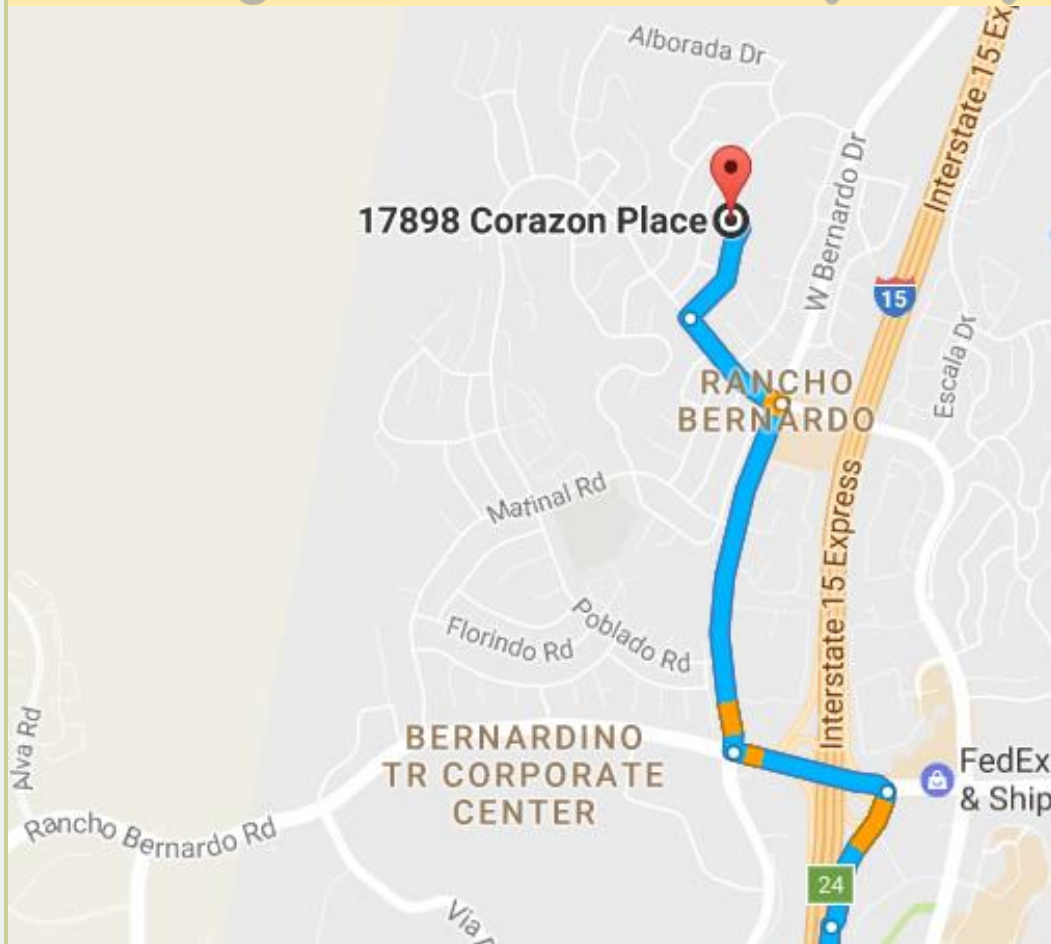 Alborada Dr
Interstate 15 Exp
17898 Corazon Place
W Bernardo Dr
15
Escala Dr
RANCHO
BERNARDO
Matinal Rd
Interstate 15 Express
Poblado Rd
Florindo Rd
Alva Rd
BERNARDINO
TR CORPORATE
CENTER
FedEx
& Ship
Rancho Bernardo Rd
24
Via